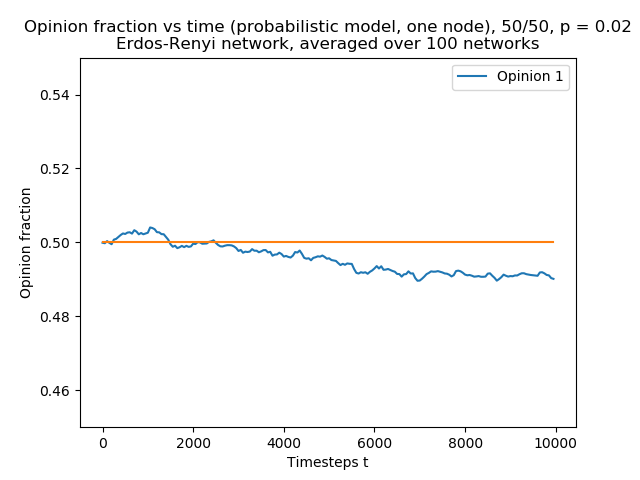 Opinion fraction vs time (probabilistic model, one node), 50/50, p = 0.02
Erdos-Renyi network, averaged over 100 networks
Opinion 1
0.54
0.52
0.50
0.48
0.46
Opinion fraction
0 2000 4000 6000 8000 10000
Timesteps t